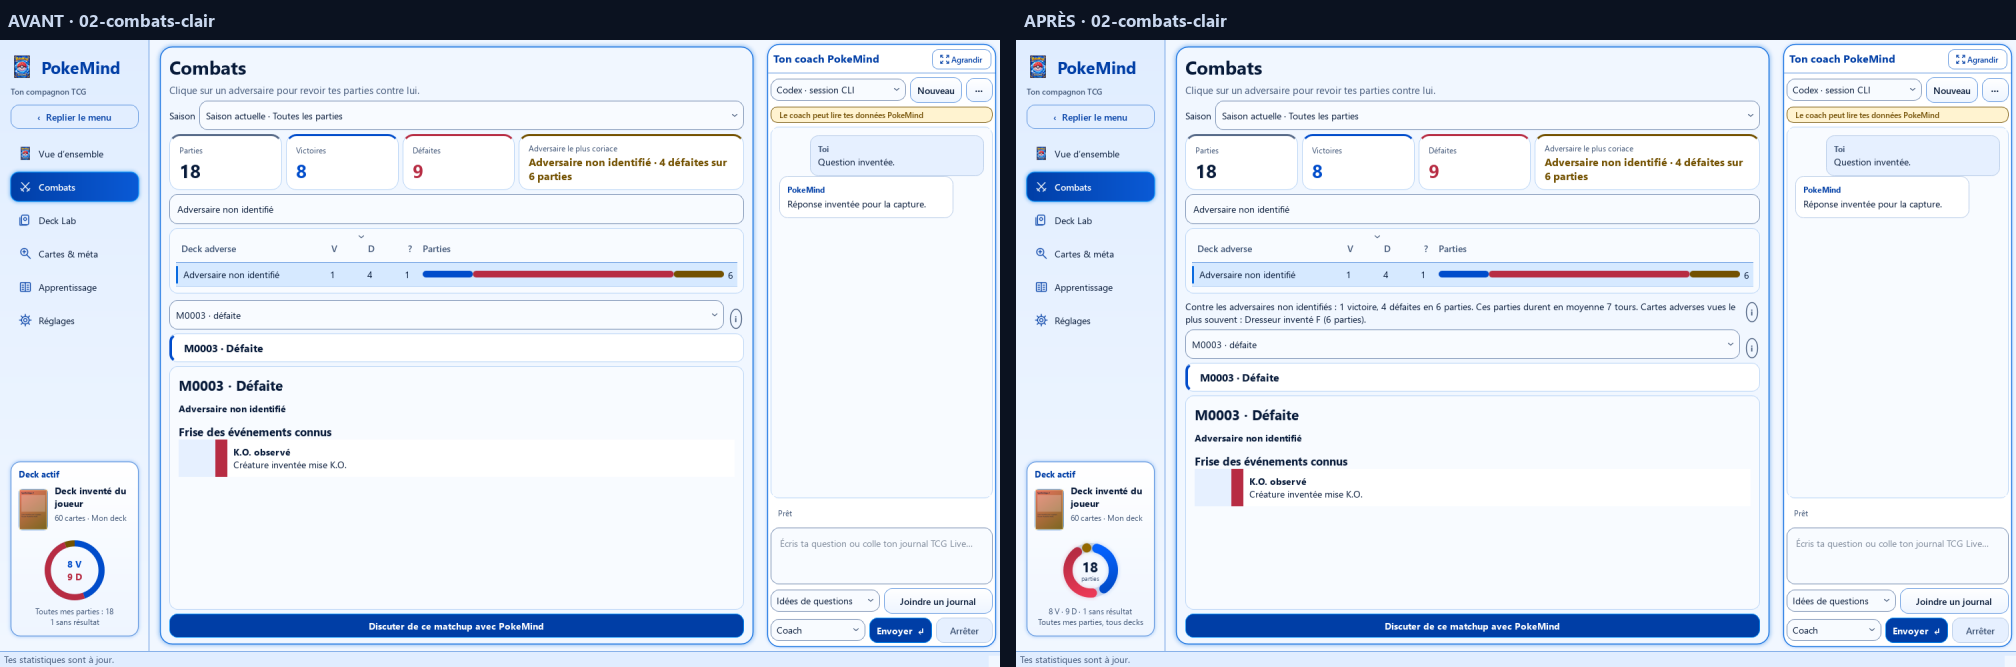 AVANT · 02-combats-clair
PokeMind
Ton compagnon TCG
‹ Replier le menu
Vue d'ensemble
Combats
Deck Lab
Cartes & méta
Apprentissage
Réglages
Deck actif
Deck inventé du
joueur
60 cartes · Mon deck
8 V
9 D
Toutes mes parties : 18
1 sans résultat
Combats
Clique sur un adversaire pour revoir tes parties contre lui.
Saison
Saison actuelle · Toutes les parties
Parties
18
Victoires
8
Défaites
9
Adversaire le plus coriace
Adversaire non identifié · 4 défaites sur
6 parties
Adversaire non identifié
Deck adverse V D ? Parties
Adversaire non identifié 1 4 1 6
M0003 · défaite
i
M0003 · Défaite
M0003 · Défaite
Adversaire non identifié
Frise des événements connus
K.O. observé
Créature inventée mise K.O.
Discuter de ce matchup avec PokeMind
Ton coach PokeMind
Agrandir
Codex · session CLI
Nouveau
...
Le coach peut lire tes données PokeMind
Toi
Question inventée.
PokeMind
Réponse inventée pour la capture.
Prêt
Écris ta question ou colle ton journal TCG Live...
Idées de questions
Joindre un journal
Coach
Envoyer ↲
Arrêter
Tes statistiques sont à jour.
APRÈS · 02-combats-clair
PokeMind
Ton compagnon TCG
‹ Replier le menu
Vue d'ensemble
Combats
Deck Lab
Cartes & méta
Apprentissage
Réglages
Deck actif
Deck inventé du
joueur
60 cartes · Mon deck
18
parties
8 V · 9 D · 1 sans résultat
Toutes mes parties, tous decks
Combats
Clique sur un adversaire pour revoir tes parties contre lui.
Saison
Saison actuelle · Toutes les parties
Parties
18
Victoires
8
Défaites
9
Adversaire le plus coriace
Adversaire non identifié · 4 défaites sur
6 parties
Adversaire non identifié
Deck adverse V D ? Parties
Adversaire non identifié 1 4 1 6
Contre les adversaires non identifiés : 1 victoire, 4 défaites en 6 parties. Ces parties durent en moyenne 7 tours. Cartes adverses vues le
plus souvent : Dresseur inventé F (6 parties).
i
M0003 · défaite
i
M0003 · Défaite
M0003 · Défaite
Adversaire non identifié
Frise des événements connus
K.O. observé
Créature inventée mise K.O.
Discuter de ce matchup avec PokeMind
Ton coach PokeMind
Agrandir
Codex · session CLI
Nouveau
...
Le coach peut lire tes données PokeMind
Toi
Question inventée.
PokeMind
Réponse inventée pour la capture.
Prêt
Écris ta question ou colle ton journal TCG Live...
Idées de questions
Joindre un journal
Coach
Envoyer ↲
Arrêter
Tes statistiques sont à jour.